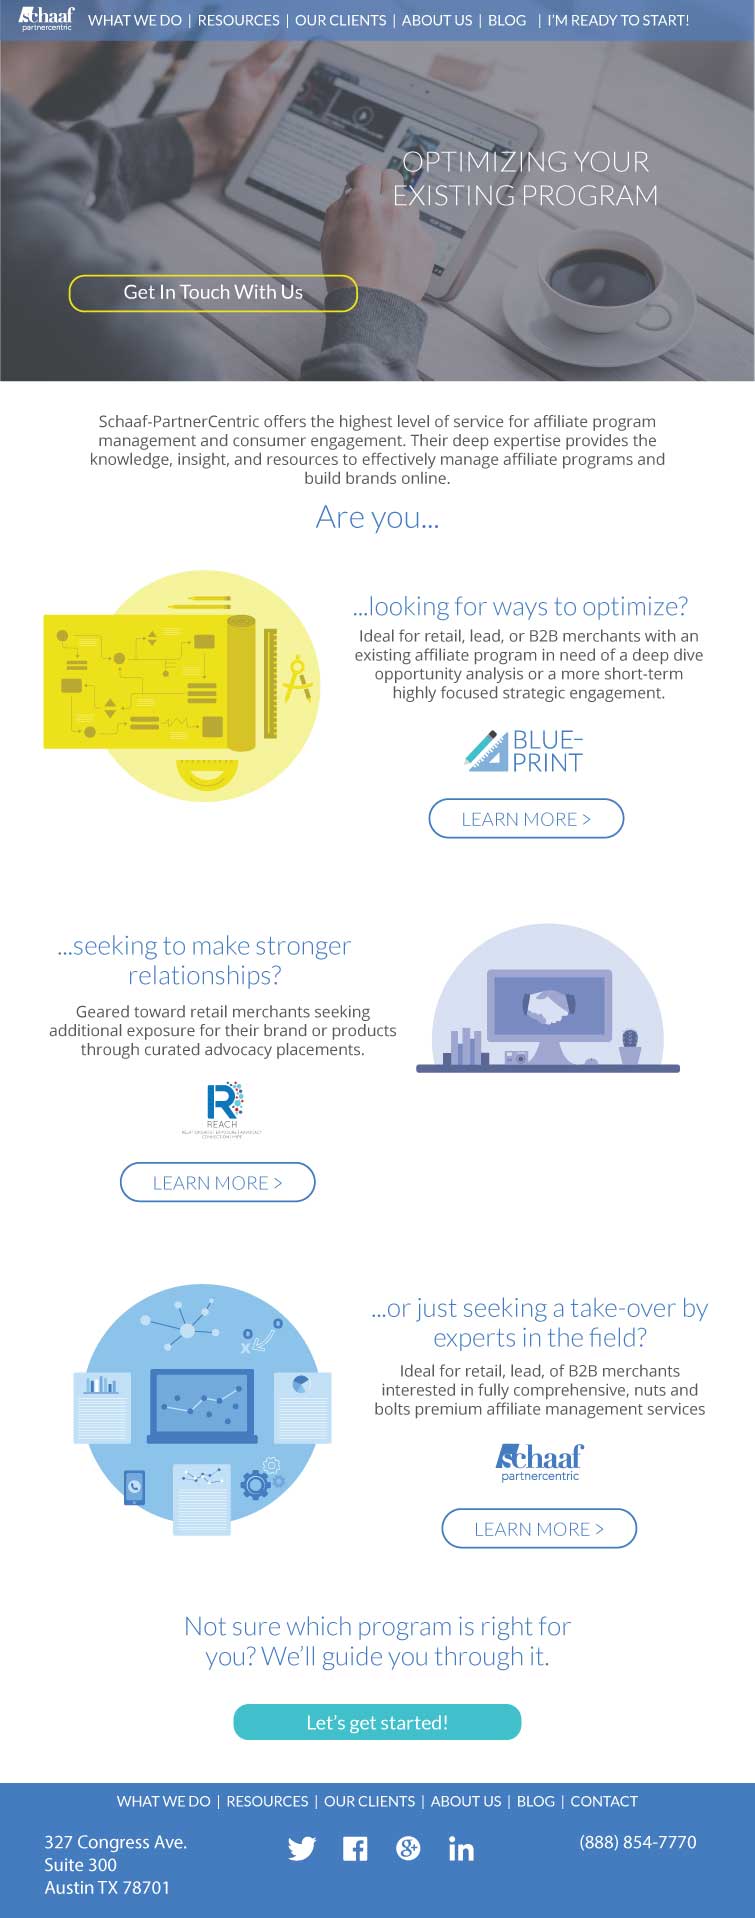 Schaaf
partnercentric
WHAT WE DO | RESOURCES | OUR CLIENTS | ABOUT US | BLOG | I'M READY TO START!
OPTIMIZING YOUR
EXISTING PROGRAM
Get In Touch With Us
Schaaf-PartnerCentric offers the highest level of service for affiliate program
management and consumer engagement. Their deep expertise provides the
knowledge, insight, and resources to effectively manage affiliate programs and
build brands online.
Are you...
...looking for ways to optimize?
Ideal for retail, lead, or B2B merchants with an
existing affiliate program in need of a deep dive
opportunity analysis or a more short-term
highly focused strategic engagement.
BLUE-
PRINT
LEARN MORE >
...seeking to make stronger
relationships?
Geared toward retail merchants seeking
additional exposure for their brand or products
through curated advocacy placements.
R
REACH
LEARN MORE >
...or just seeking a take-over by
experts in the field?
Ideal for retail, lead, of B2B merchants
interested in fully comprehensive, nuts and
bolts premium affiliate management services
Schaaf
partnercentric
LEARN MORE >
Not sure which program is right for
you? We'll guide you through it.
Let's get started!
WHAT WE DO | RESOURCES | OUR CLIENTS | ABOUT US | BLOG | CONTACT
327 Congress Ave.
Suite 300
Austin TX 78701
(888) 854-7770